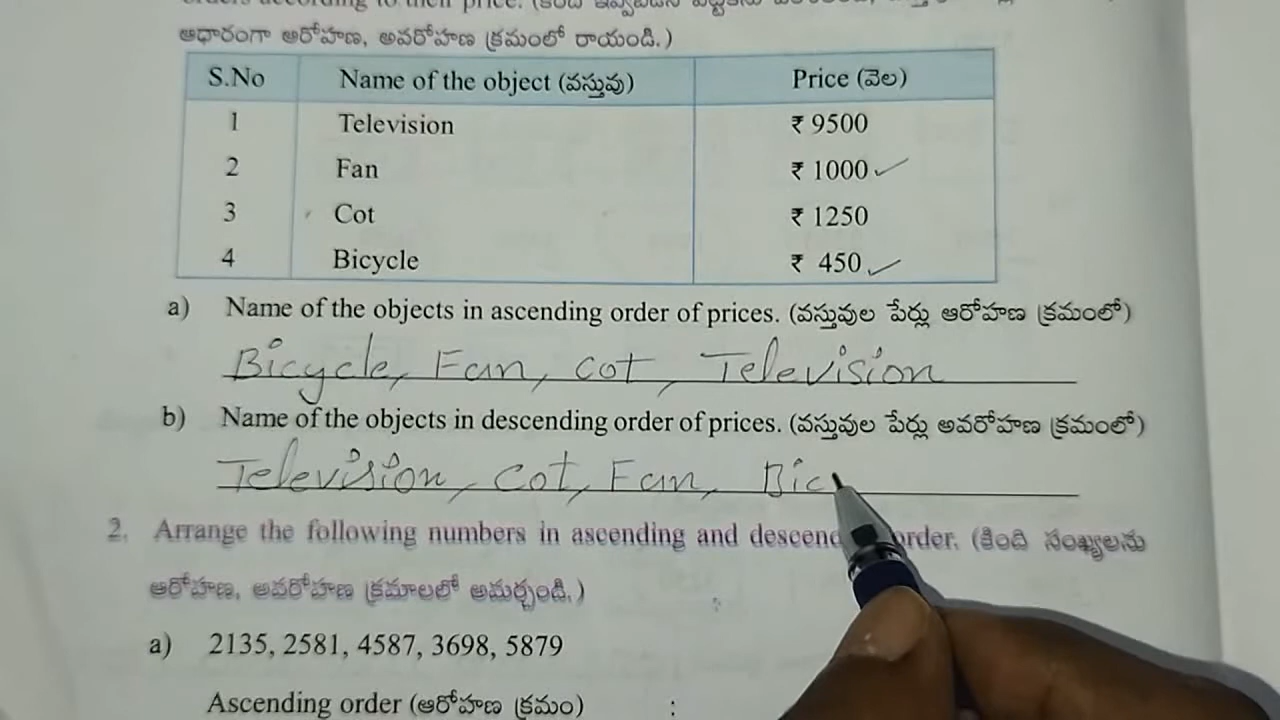 ఆధారంగా ఆరోహణ, అవరోహణ క్రమంలో రాయండి.)
S.No Name of the object (వస్తువు) Price (వెల)
1 Television ₹ 9500
2 Fan ₹ 1000
3 Cot ₹ 1250
4 Bicycle ₹ 450
a) Name of the objects in ascending order of prices. (వస్తువుల పేర్లు ఆరోహణ క్రమంలో)
Bicycle, Fan, cot, Television
b) Name of the objects in descending order of prices. (వస్తువుల పేర్లు అవరోహణ క్రమంలో)
Television, cot, Fan, Bic
2. Arrange the following numbers in ascending and descend order. (కింది సంఖ్యలను
ఆరోహణ, అవరోహణ క్రమాలలో అమర్చండి.)
a) 2135, 2581, 4587, 3698, 5879
Ascending order (ఆరోహణ క్రమం) :